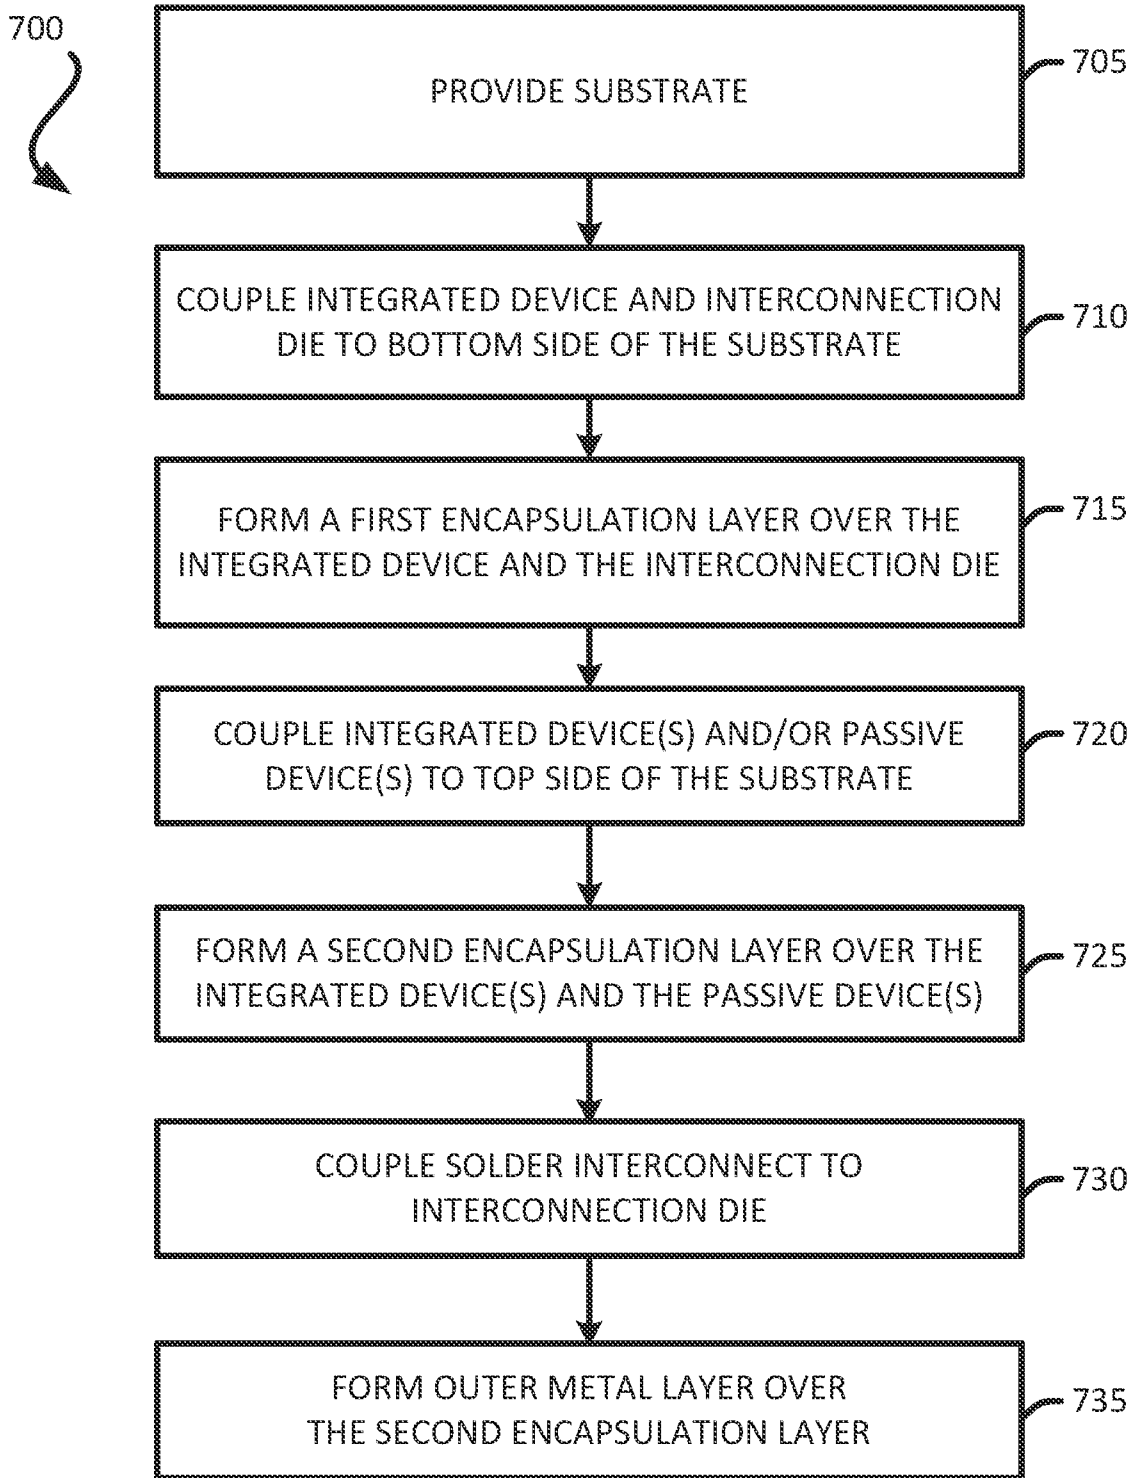 700
PROVIDE SUBSTRATE
705
COUPLE INTEGRATED DEVICE AND INTERCONNECTION
DIE TO BOTTOM SIDE OF THE SUBSTRATE
710
FORM A FIRST ENCAPSULATION LAYER OVER THE
INTEGRATED DEVICE AND THE INTERCONNECTION DIE
715
COUPLE INTEGRATED DEVICE(S) AND/OR PASSIVE
DEVICE(S) TO TOP SIDE OF THE SUBSTRATE
720
FORM A SECOND ENCAPSULATION LAYER OVER THE
INTEGRATED DEVICE(S) AND THE PASSIVE DEVICE(S)
725
COUPLE SOLDER INTERCONNECT TO
INTERCONNECTION DIE
730
FORM OUTER METAL LAYER OVER
THE SECOND ENCAPSULATION LAYER
735